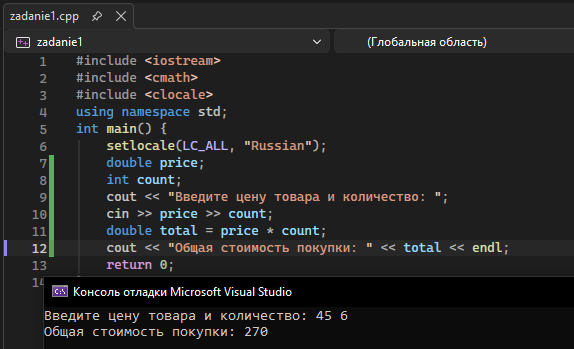 zadanie1.cpp
zadanie1 (Глобальная область)
1 #include <iostream>
2 #include <cmath>
3 #include <clocale>
4 using namespace std;
5 int main() {
6 setlocale(LC_ALL, "Russian");
7 double price;
8 int count;
9 cout << "Введите цену товара и количество: ";
10 cin >> price >> count;
11 double total = price * count;
12 cout << "Общая стоимость покупки: " << total << endl;
13 return 0;
14
Консоль отладки Microsoft Visual Studio
Введите цену товара и количество: 45 6
Общая стоимость покупки: 270